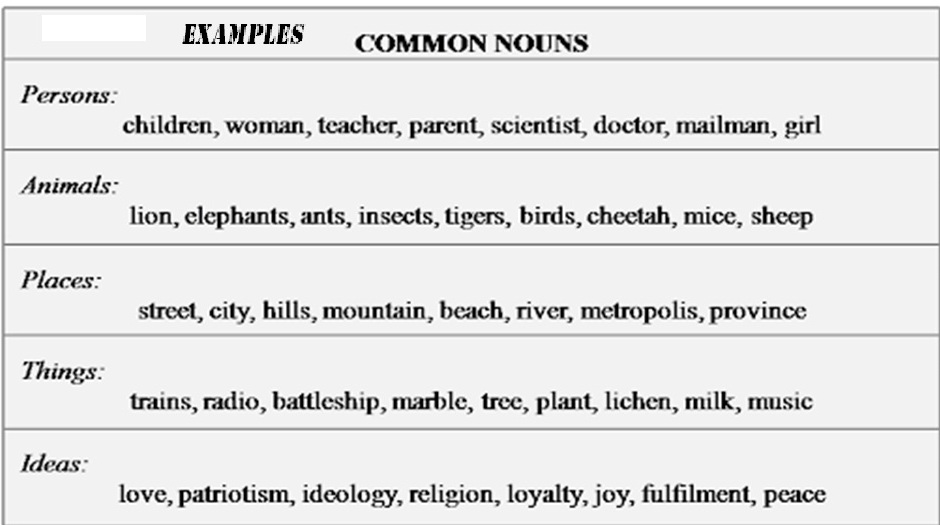 EXAMPLES COMMON NOUNS
Persons:
children, woman, teacher, parent, scientist, doctor, mailman, girl
Animals:
lion, elephants, ants, insects, tigers, birds, cheetah, mice, sheep
Places:
street, city, hills, mountain, beach, river, metropolis, province
Things:
trains, radio, battleship, marble, tree, plant, lichen, milk, music
Ideas:
love, patriotism, ideology, religion, loyalty, joy, fulfilment, peace